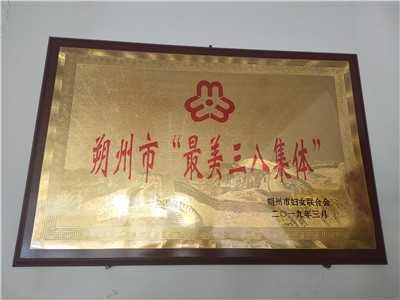 朔州市“最美三八集体”
朔州市妇女联合会
二〇一九年三月